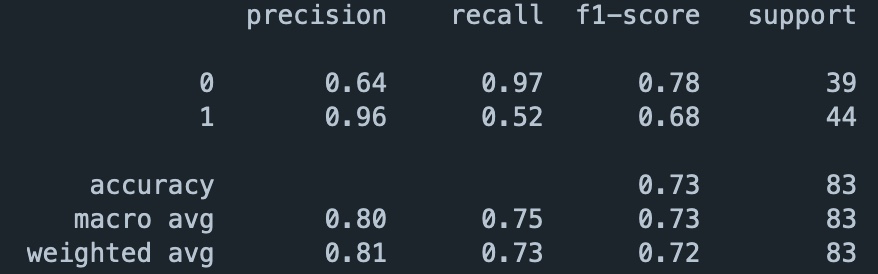 precision recall f1-score support
0 0.64 0.97 0.78 39
1 0.96 0.52 0.68 44
accuracy 0.73 83
macro avg 0.80 0.75 0.73 83
weighted avg 0.81 0.73 0.72 83